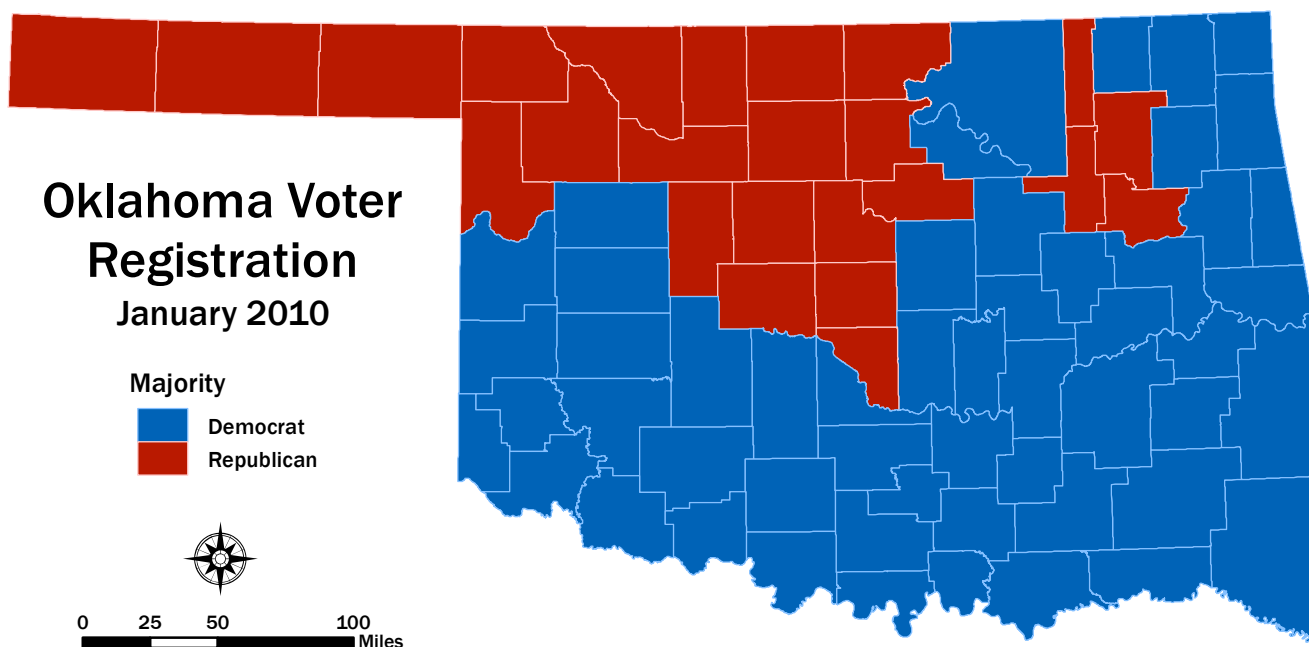 Oklahoma Voter
Registration
January 2010
Majority
Democrat
Republican
0 25 50 100
Miles